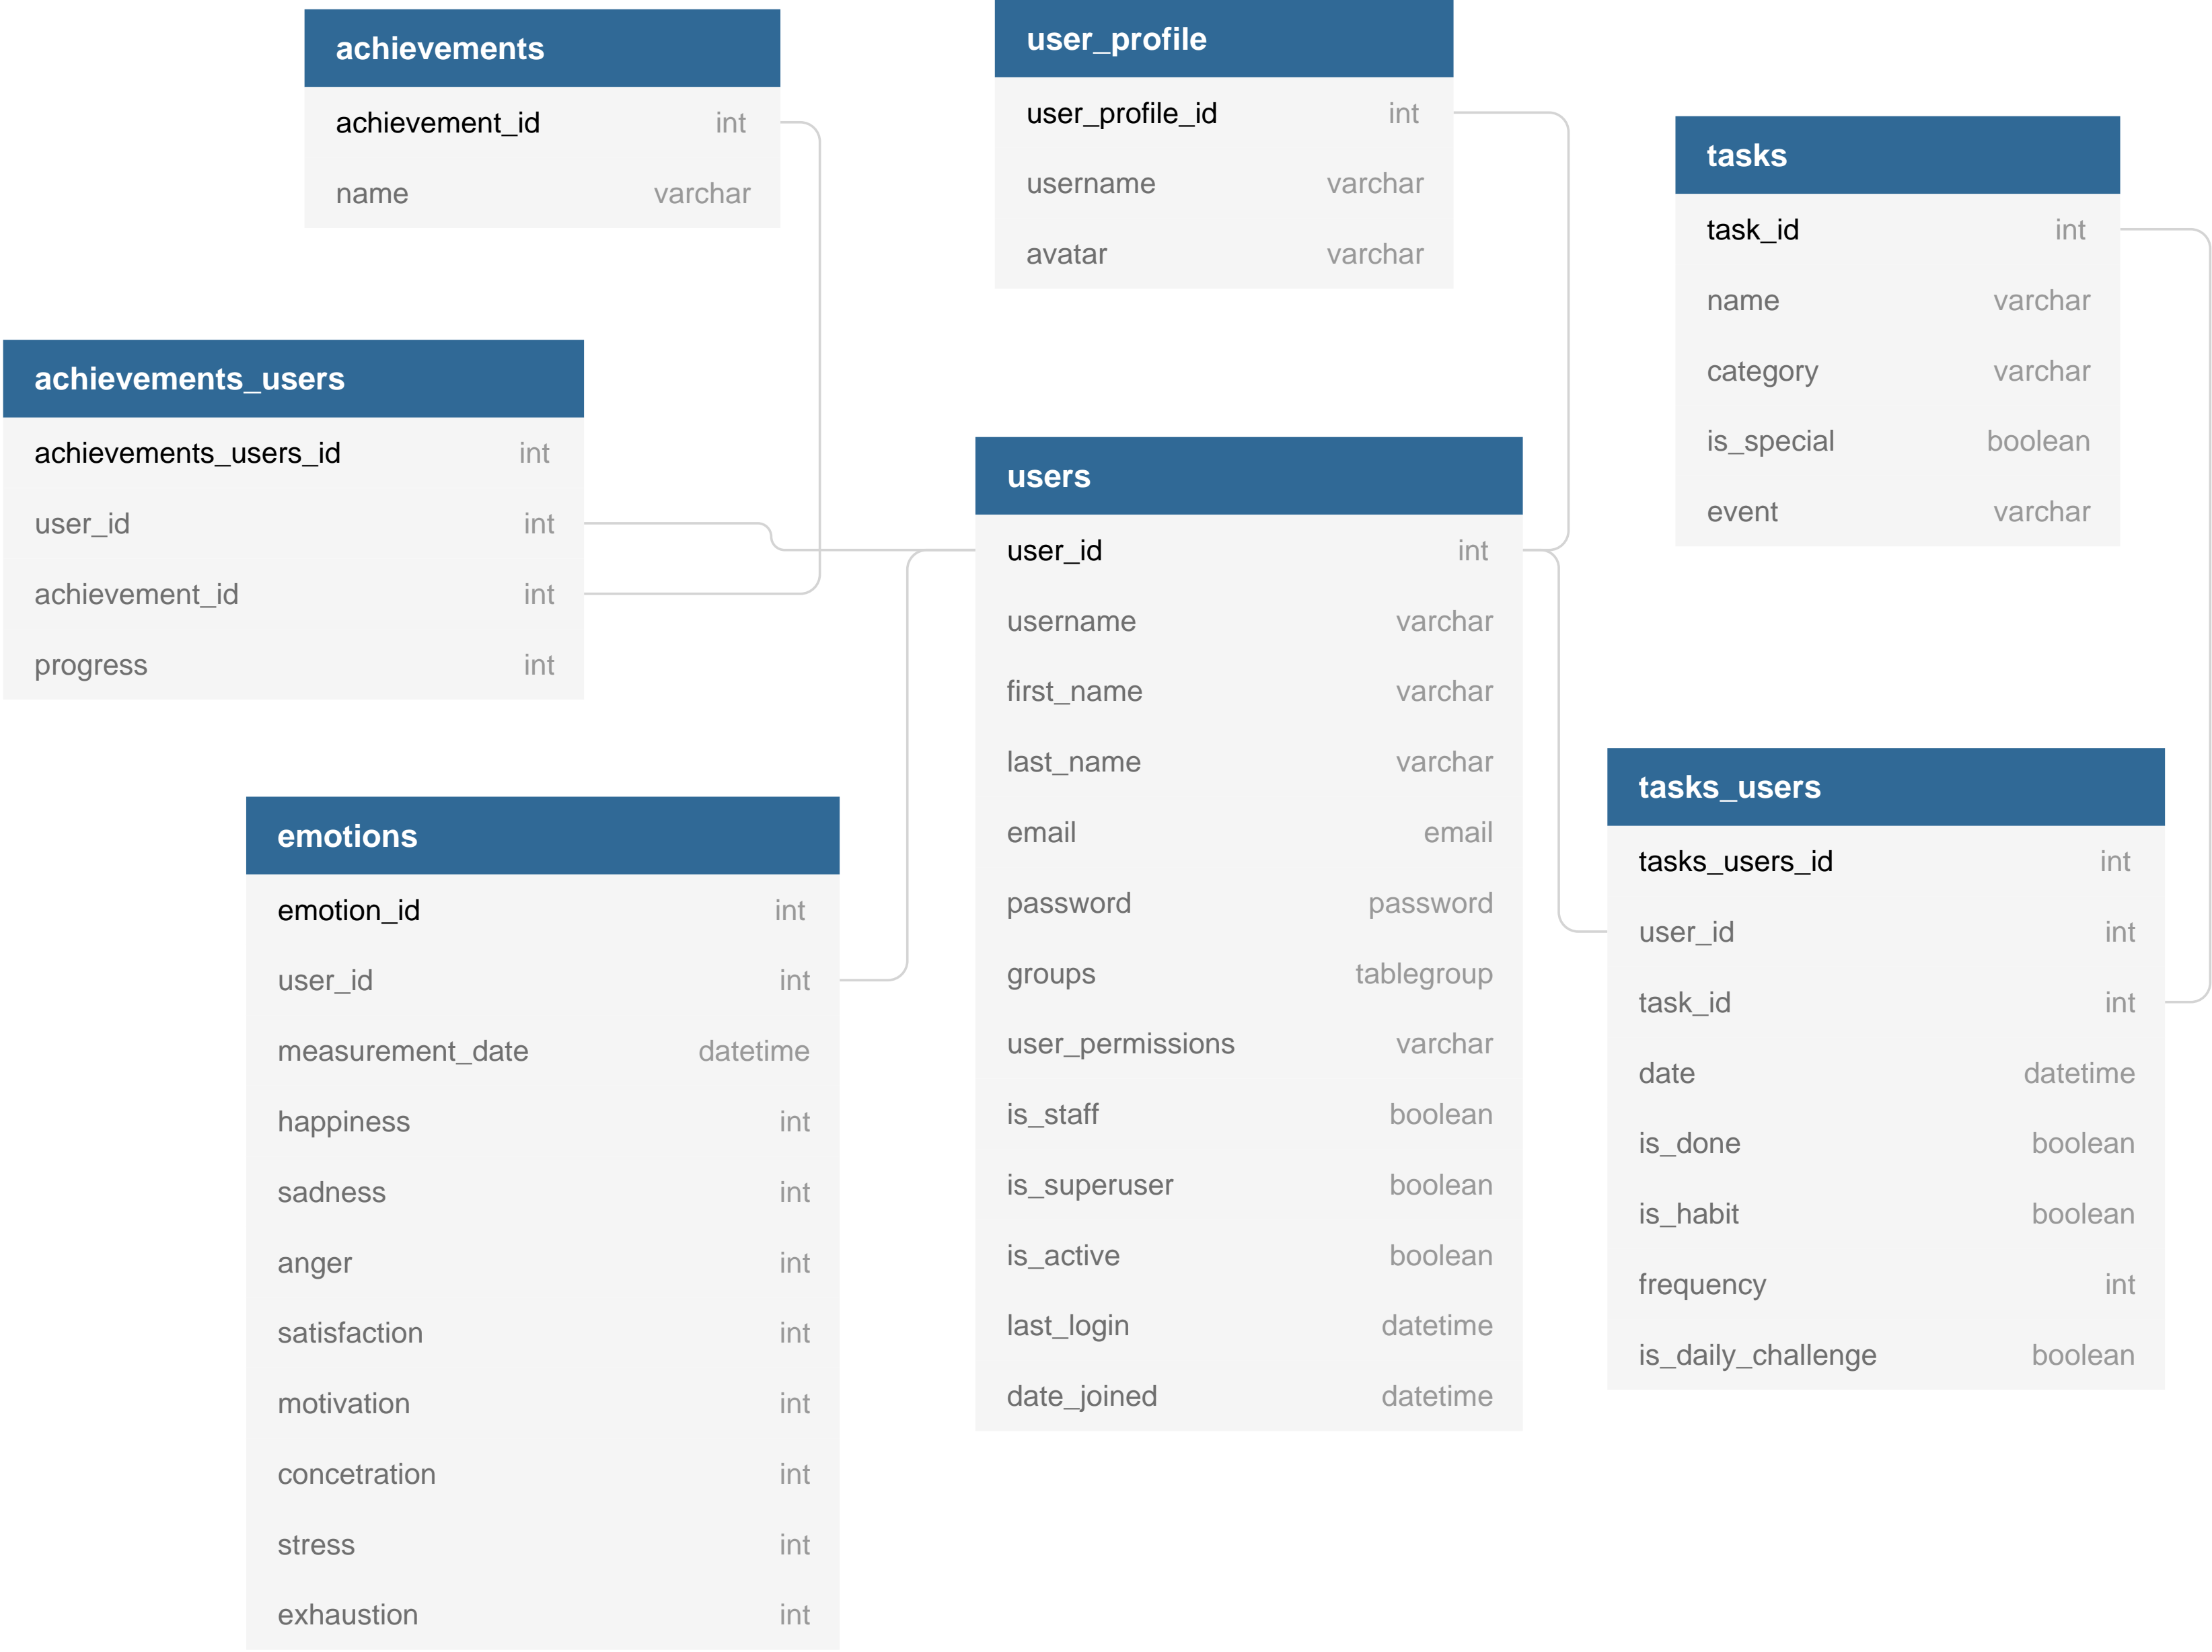 achievements
achievement_id int
name varchar
user_profile
user_profile_id int
username varchar
avatar varchar
tasks
task_id int
name varchar
category varchar
is_special boolean
event varchar
achievements_users
achievements_users_id int
user_id int
achievement_id int
progress int
users
user_id int
username varchar
first_name varchar
last_name varchar
email email
password password
groups tablegroup
user_permissions varchar
is_staff boolean
is_superuser boolean
is_active boolean
last_login datetime
date_joined datetime
tasks_users
tasks_users_id int
user_id int
task_id int
date datetime
is_done boolean
is_habit boolean
frequency int
is_daily_challenge boolean
emotions
emotion_id int
user_id int
measurement_date datetime
happiness int
sadness int
anger int
satisfaction int
motivation int
concetration int
stress int
exhaustion int